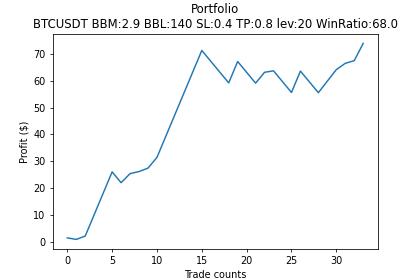 Portfolio
BTCUSDT BBM:2.9 BBL:140 SL:0.4 TP:0.8 lev:20 WinRatio:68.0
70
60
50
40
30
20
10
0
Profit ($)
0 5 10 15 20 25 30
Trade counts